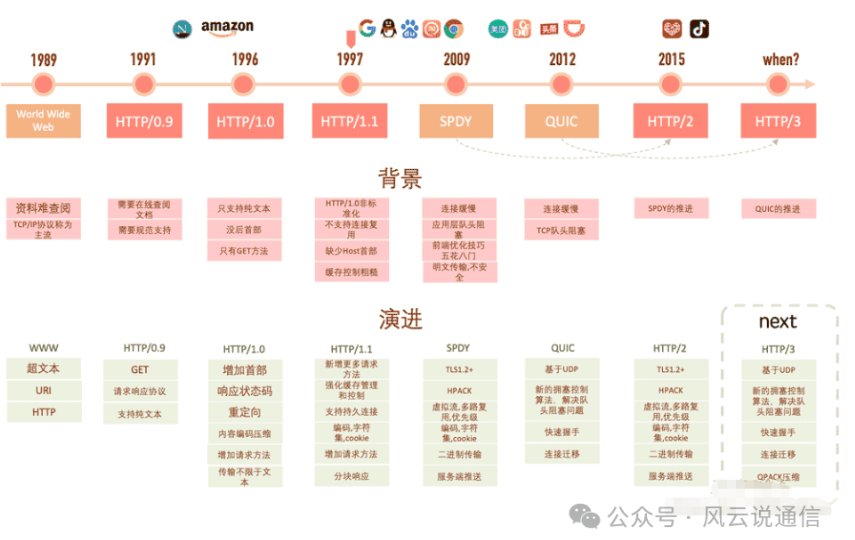 amazon
美团
头条
1989
1991
1996
1997
2009
2012
2015
when?
World Wide
Web
HTTP/0.9
HTTP/1.0
HTTP/1.1
SPDY
QUIC
HTTP/2
HTTP/3
背景
资料难查阅
TCP/IP协议称为
主流
需要在线查阅
文档
需要规范支持
只支持纯文本
没后首部
只有GET方法
HTTP/1.0非标
准化
不支持连接复
用
缺少Host首部
缓存控制粗糙
连接缓慢
应用层队头阻
塞
前端优化技巧
五花八门
明文传输,不安
全
连接缓慢
TCP队头阻塞
SPDY的推进
QUIC的推进
演进
next
WWW
超文本
URI
HTTP
HTTP/0.9
GET
请求响应协议
支持纯文本
HTTP/1.0
增加首部
响应状态码
重定向
内容编码压缩
增加请求方法
传输不限于文
本
HTTP/1.1
新增更多请求
方法
强化缓存管理
和控制
支持持久连接
编码,字符
集,cookie
增加请求方法
分块响应
SPDY
TLS1.2+
HPACK
虚拟流,多路复
用,优先级
编码,字符
集,cookie
二进制传输
服务端推送
QUIC
基于UDP
新的拥塞控制
算法，解决队
头阻塞问题
快速握手
连接迁移
HTTP/2
TLS1.2+
HPACK
虚拟流,多路复
用,优先级
编码,字符
集,cookie
二进制传输
服务端推送
HTTP/3
基于UDP
新的拥塞控制
算法，解决队
头阻塞问题
快速握手
连接迁移
QPACK压缩
公众号 · 风云说通信